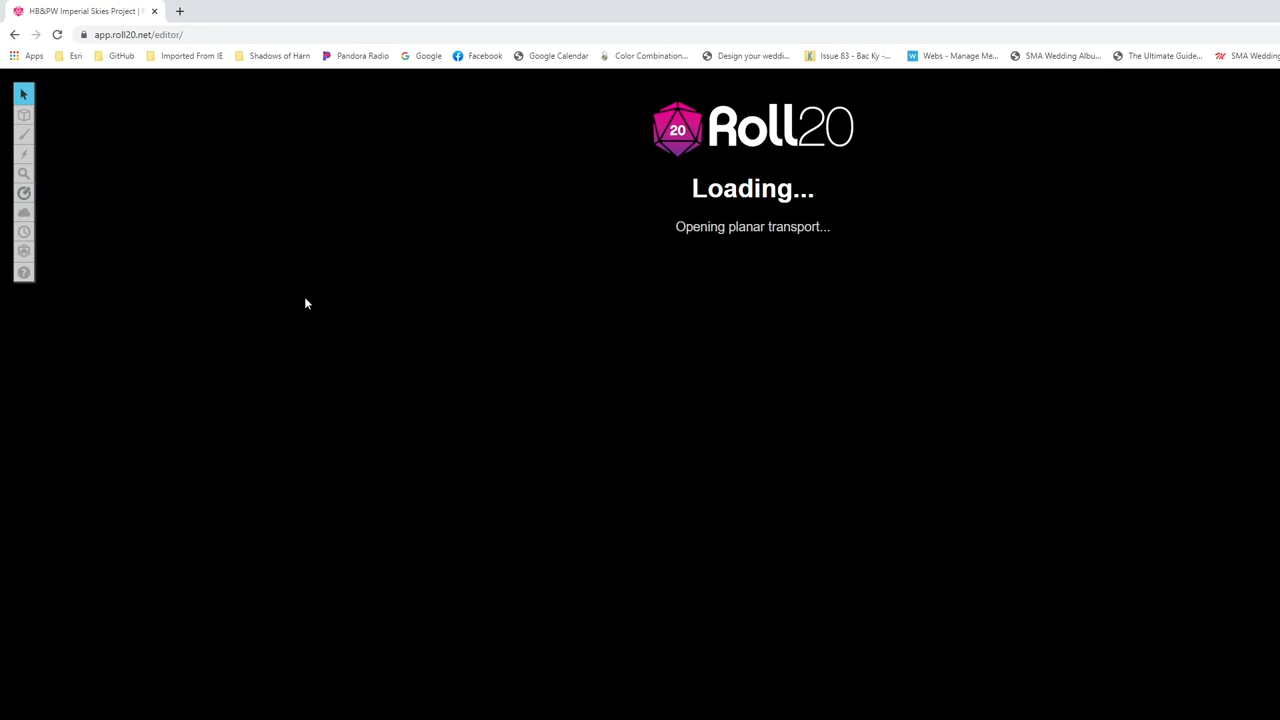 HB&PW Imperial Skies Project |
app.roll20.net/editor/
Apps Esri GitHub Imported From IE Shadows of Harn Pandora Radio Google Facebook Google Calendar Color Combination... Design your weddi... Issue 83 - Bac Ky -... Webs - Manage Me... SMA Wedding Albu... The Ultimate Guide... SMA Wedding
20 Roll20
Loading...
Opening planar transport...